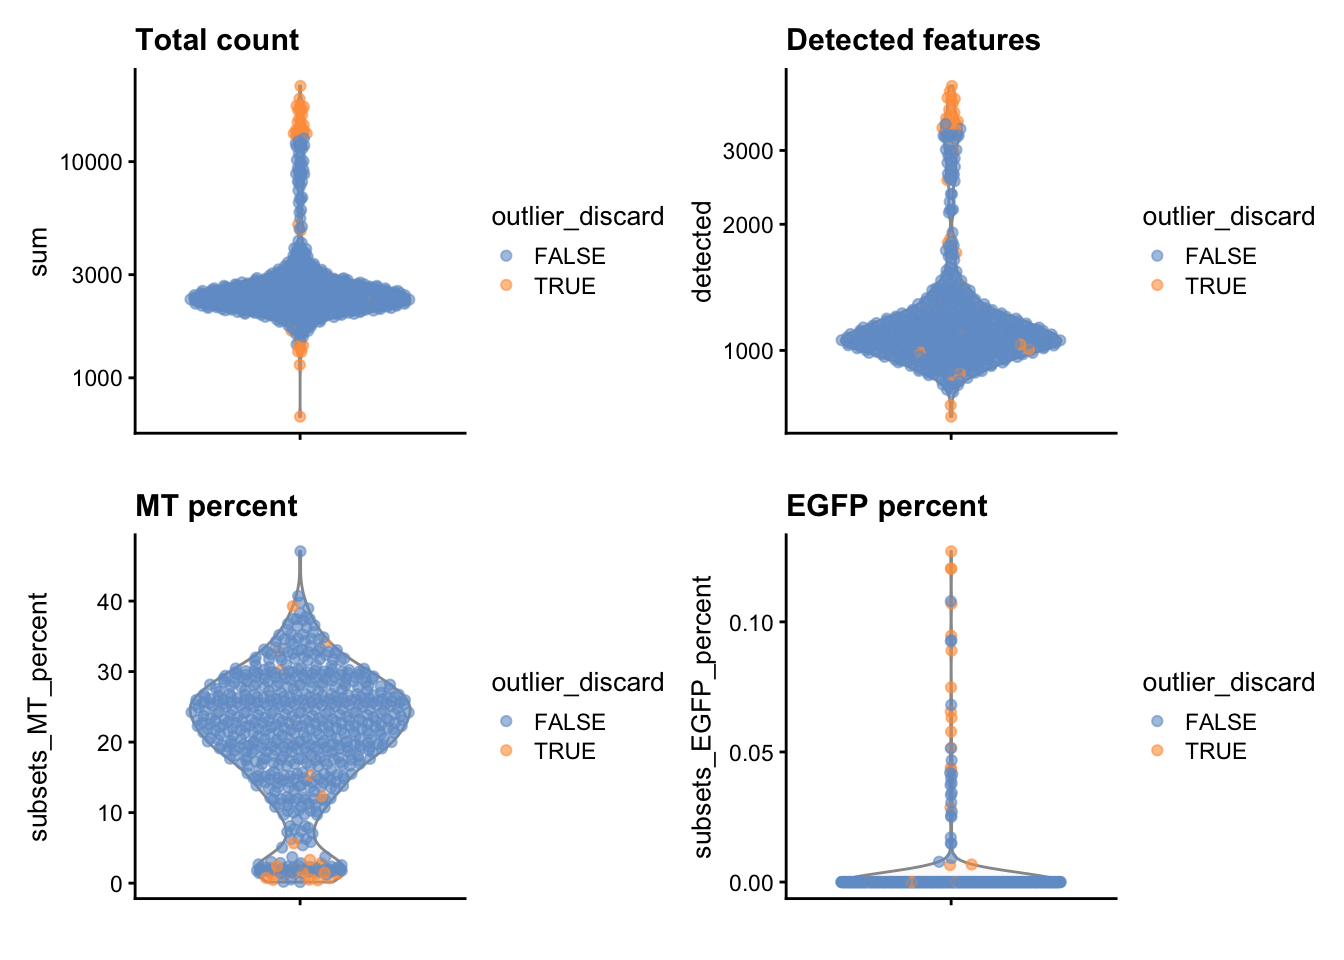 Total count
sum
10000
3000
1000
outlier_discard
FALSE
TRUE
Detected features
detected
3000
2000
1000
outlier_discard
FALSE
TRUE
MT percent
subsets_MT_percent
40
30
20
10
0
outlier_discard
FALSE
TRUE
EGFP percent
subsets_EGFP_percent
0.10
0.05
0.00
outlier_discard
FALSE
TRUE